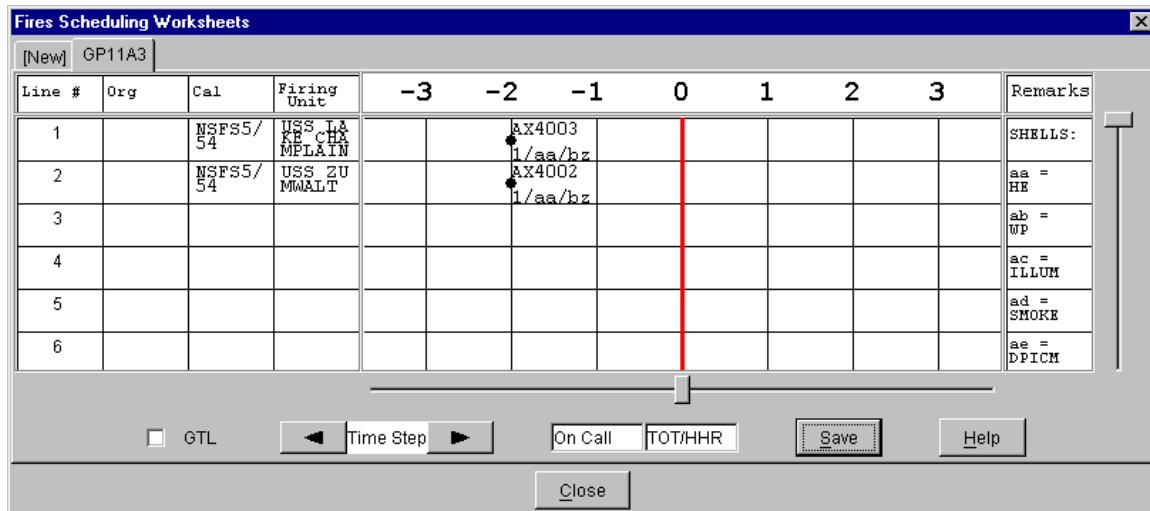 Fires Scheduling Worksheets
[New] GP11A3
Line # Org Cal Firing Unit -3 -2 -1 0 1 2 3 Remarks
1 NSFS5/54 USS LAKE CHAMPLAIN AX4003 1/aa/bz SHELLS:
2 NSFS5/54 USS ZUMWALT AX4002 1/aa/bz aa = HE
3 ab = WP
4 ac = ILLUM
5 ad = SMOKE
6 ae = DPICM
GTL Time Step On Call TOT/HHR Save Help
Close